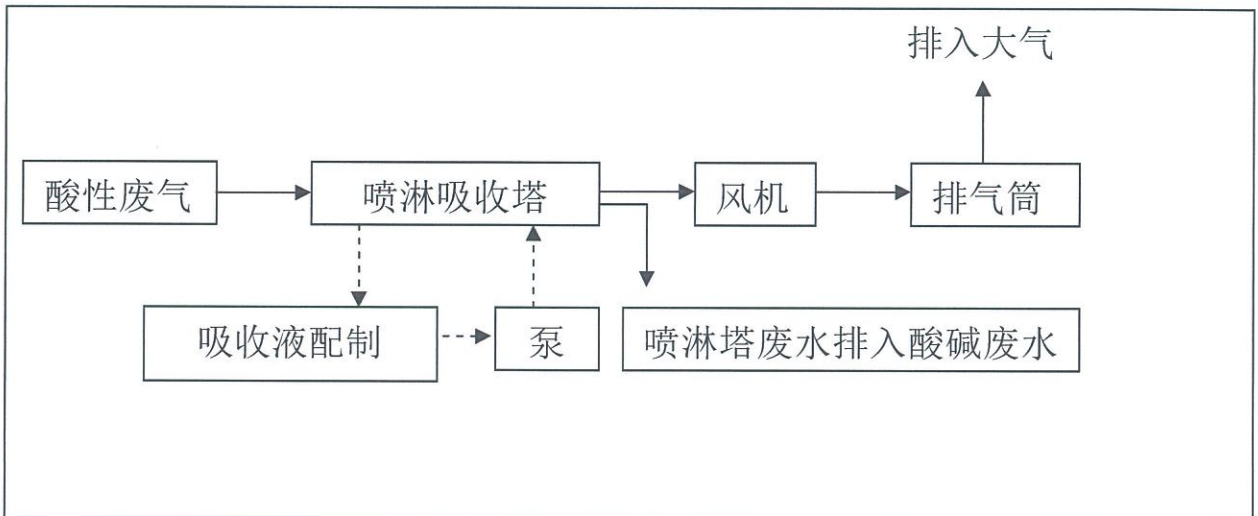 排入大气
酸性废气
喷淋吸收塔
风机
排气筒
吸收液配制
泵
喷淋塔废水排入酸碱废水